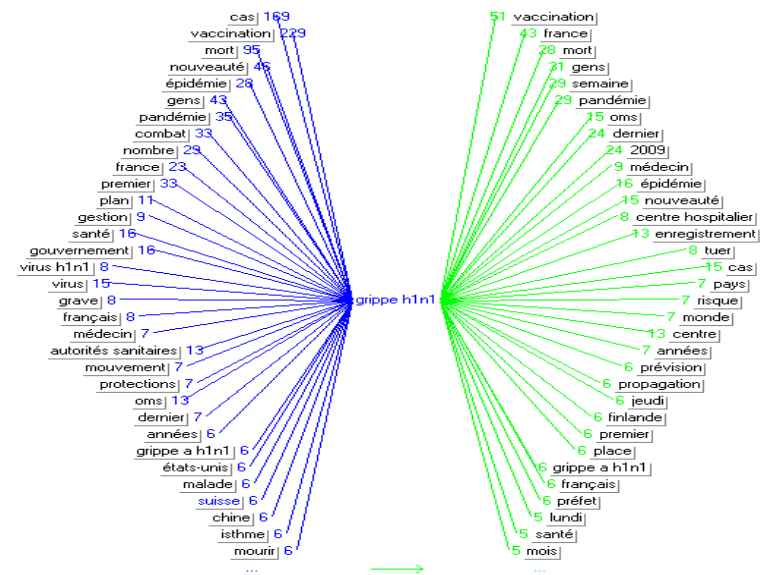 cas 169
vaccination 229
mort 95
nouveauté 46
épidémie 28
gens 43
pandémie 35
combat 33
nombre 29
france 23
premier 33
plan 11
gestion 9
santé 16
gouvernement 16
virus h1n1 8
virus 15
grave 8
français 8
médecin 7
autorités sanitaires 13
mouvement 7
protections 7
oms 13
dernier 7
années 6
grippe a h1n1 6
états-unis 6
malade 6
suisse 6
chine 6
isthme 6
mourir 6
...
grippe h1n1
51 vaccination
43 france
28 mort
31 gens
29 semaine
29 pandémie
15 oms
24 dernier
24 2009
9 médecin
16 épidémie
15 nouveauté
8 centre hospitalier
13 enregistrement
8 tuer
15 cas
7 pays
7 risque
7 monde
13 centre
7 années
6 prévision
6 propagation
6 jeudi
6 finlande
6 premier
6 place
6 grippe a h1n1
6 français
6 préfet
5 lundi
5 santé
5 mois
...